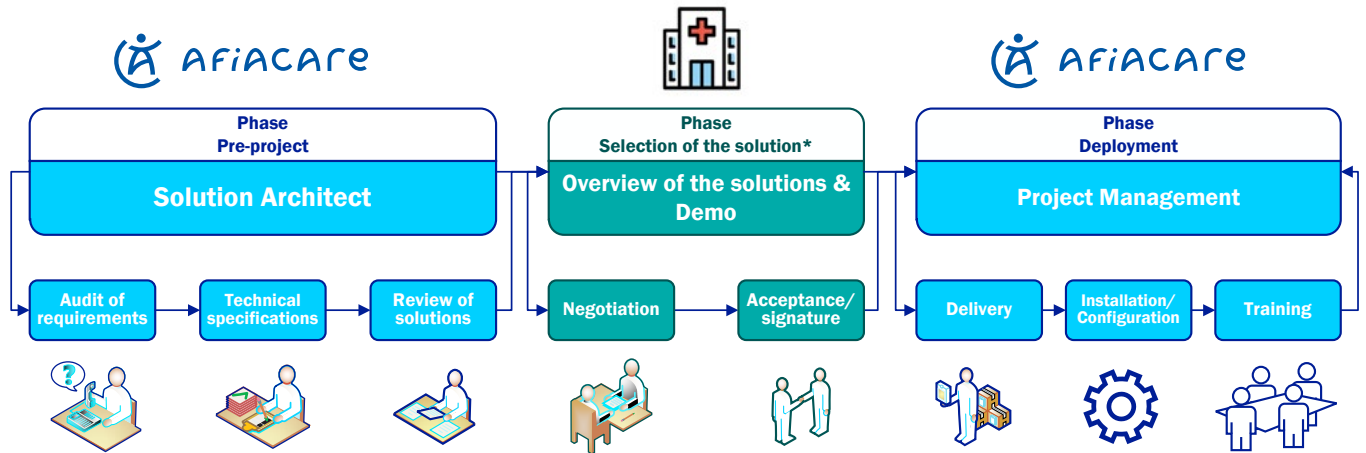 AFiACARE
AFiACARE
Phase
Pre-project
Solution Architect
Phase
Selection of the solution*
Overview of the solutions &
Demo
Phase
Deployment
Project Management
Audit of
requirements
Technical
specifications
Review of
solutions
Negotiation
Acceptance/
signature
Delivery
Installation/
Configuration
Training
?